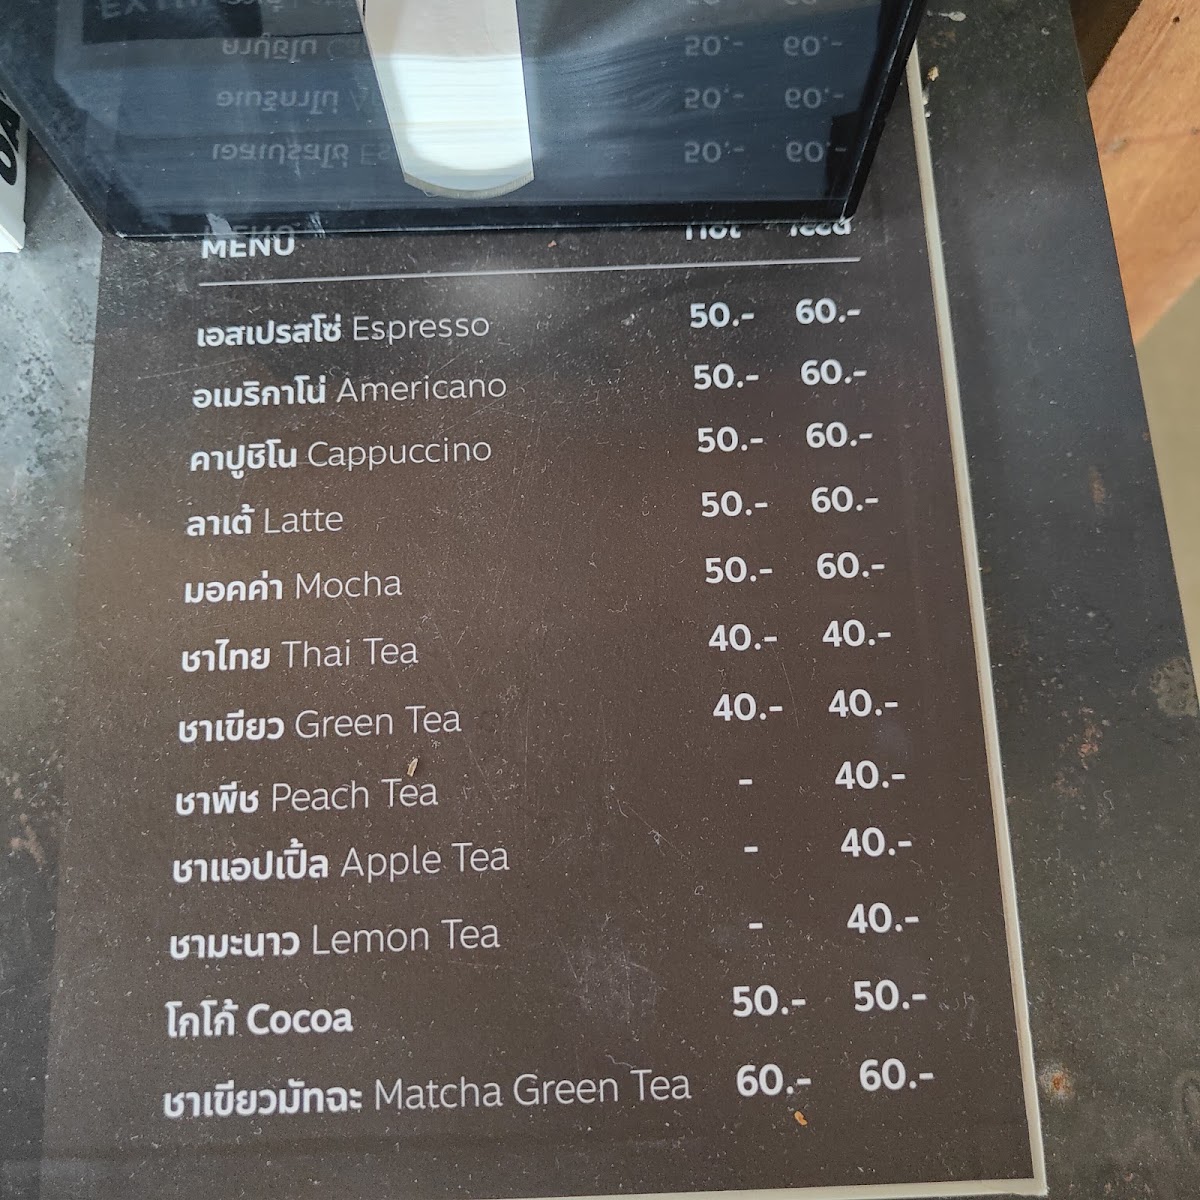 MENU Hot Iced
เอสเปรสโซ่ Espresso 50.- 60.-
อเมริกาโน่ Americano 50.- 60.-
คาปูชิโน Cappuccino 50.- 60.-
ลาเต้ Latte 50.- 60.-
มอคค่า Mocha 50.- 60.-
ชาไทย Thai Tea 40.- 40.-
ชาเขียว Green Tea 40.- 40.-
ชาพีช Peach Tea - 40.-
ชาแอปเปิ้ล Apple Tea - 40.-
ชามะนาว Lemon Tea - 40.-
โกโก้ Cocoa 50.- 50.-
ชาเขียวมัทฉะ Matcha Green Tea 60.- 60.-